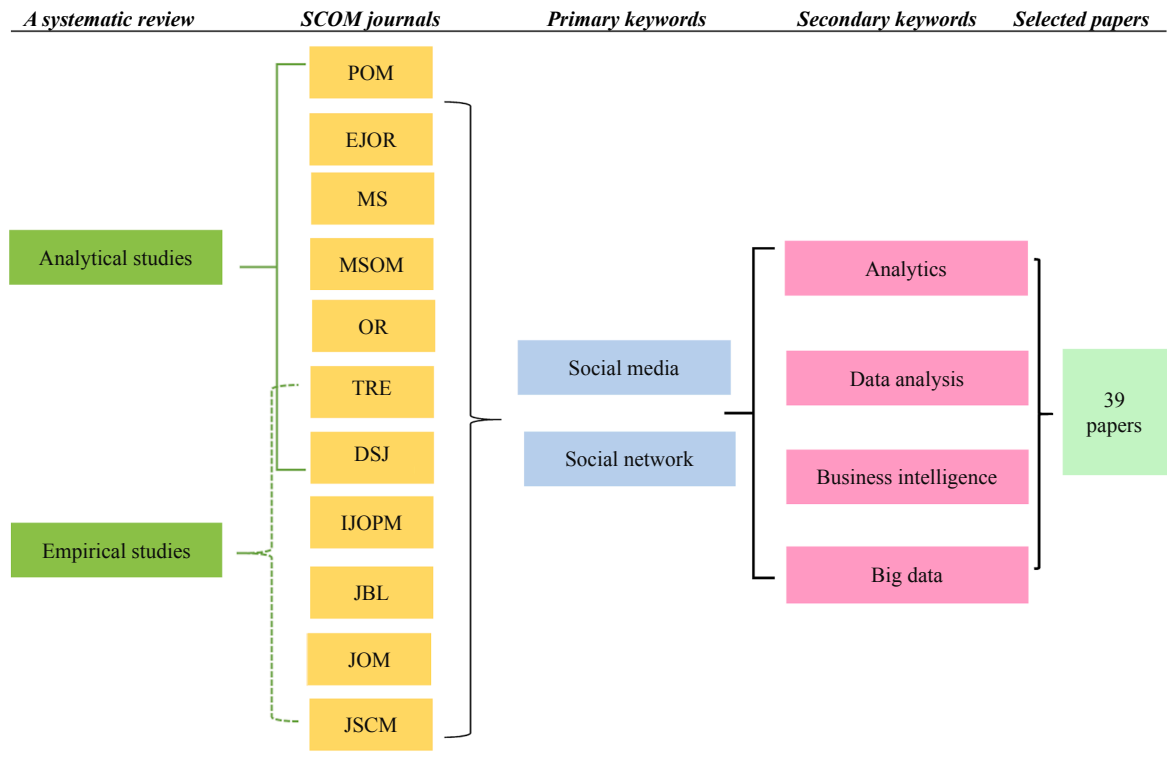 A systematic review
SCOM journals
Primary keywords
Secondary keywords
Selected papers
Analytical studies
Empirical studies
POM
EJOR
MS
MSOM
OR
TRE
DSJ
IJOPM
JBL
JOM
JSCM
Social media
Social network
Analytics
Data analysis
Business intelligence
Big data
39
papers